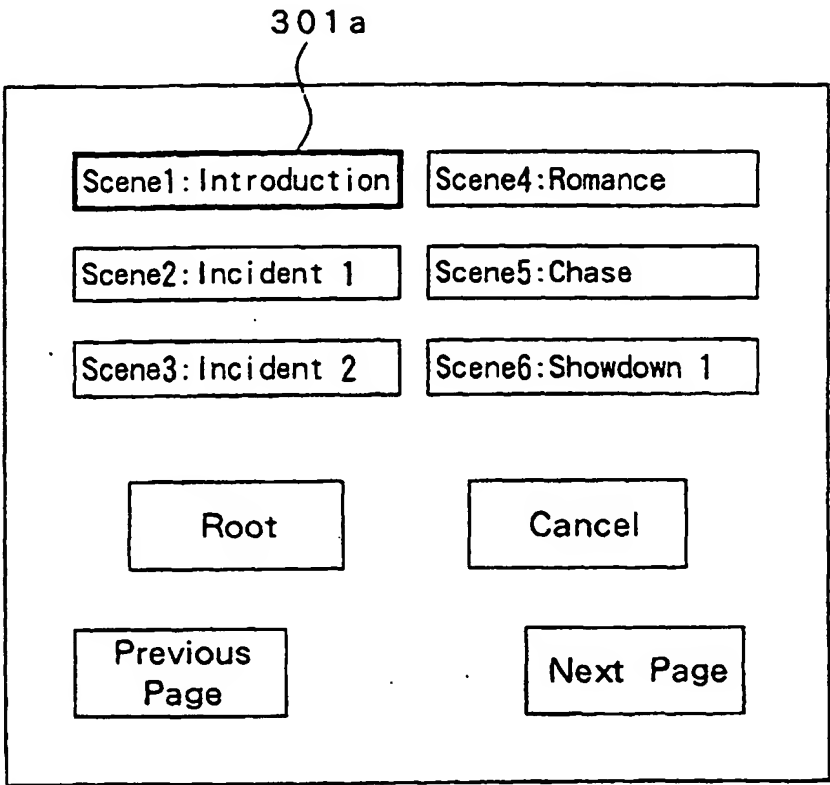 301a
Scene1:Introduction
Scene4:Romance
Scene2:Incident 1
Scene5:Chase
Scene3:Incident 2
Scene6:Showdown 1
Root
Cancel
Previous
Page
Next Page